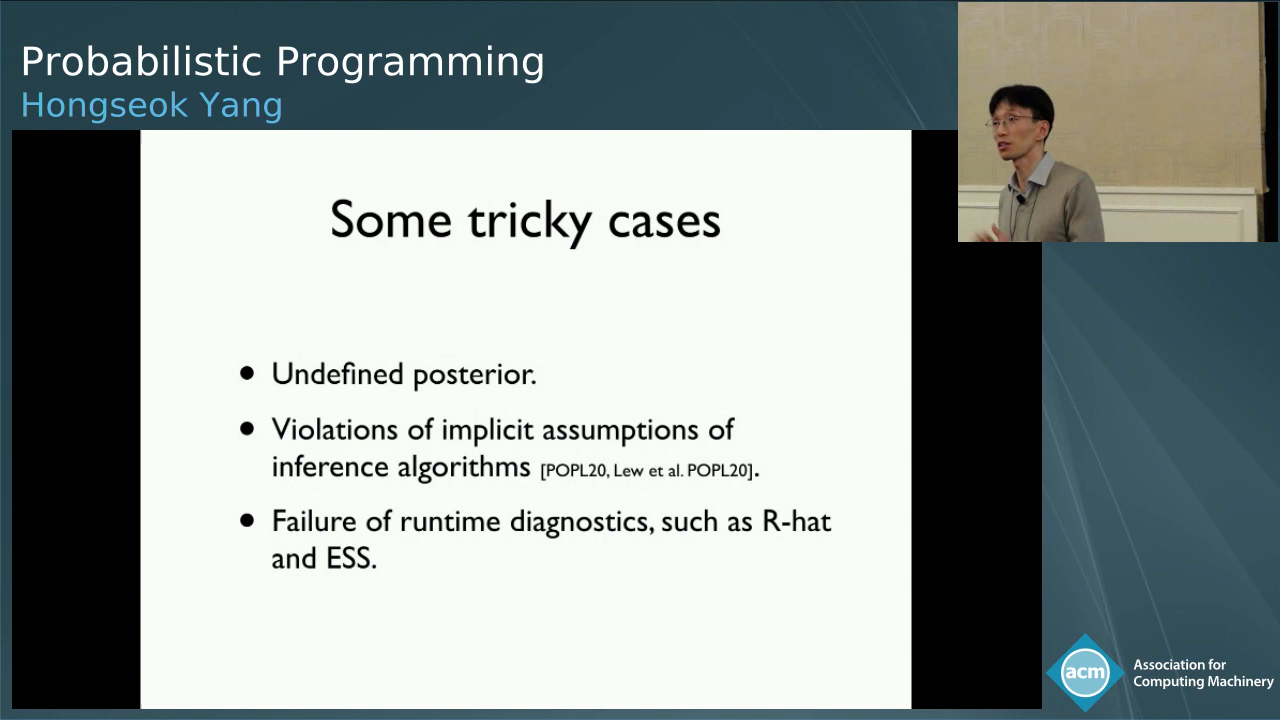 Probabilistic Programming
Hongseok Yang
Some tricky cases
• Undefined posterior.
• Violations of implicit assumptions of
inference algorithms [POPL20, Lew et al. POPL20].
• Failure of runtime diagnostics, such as R-hat
and ESS.
acm
Association for
Computing Machinery